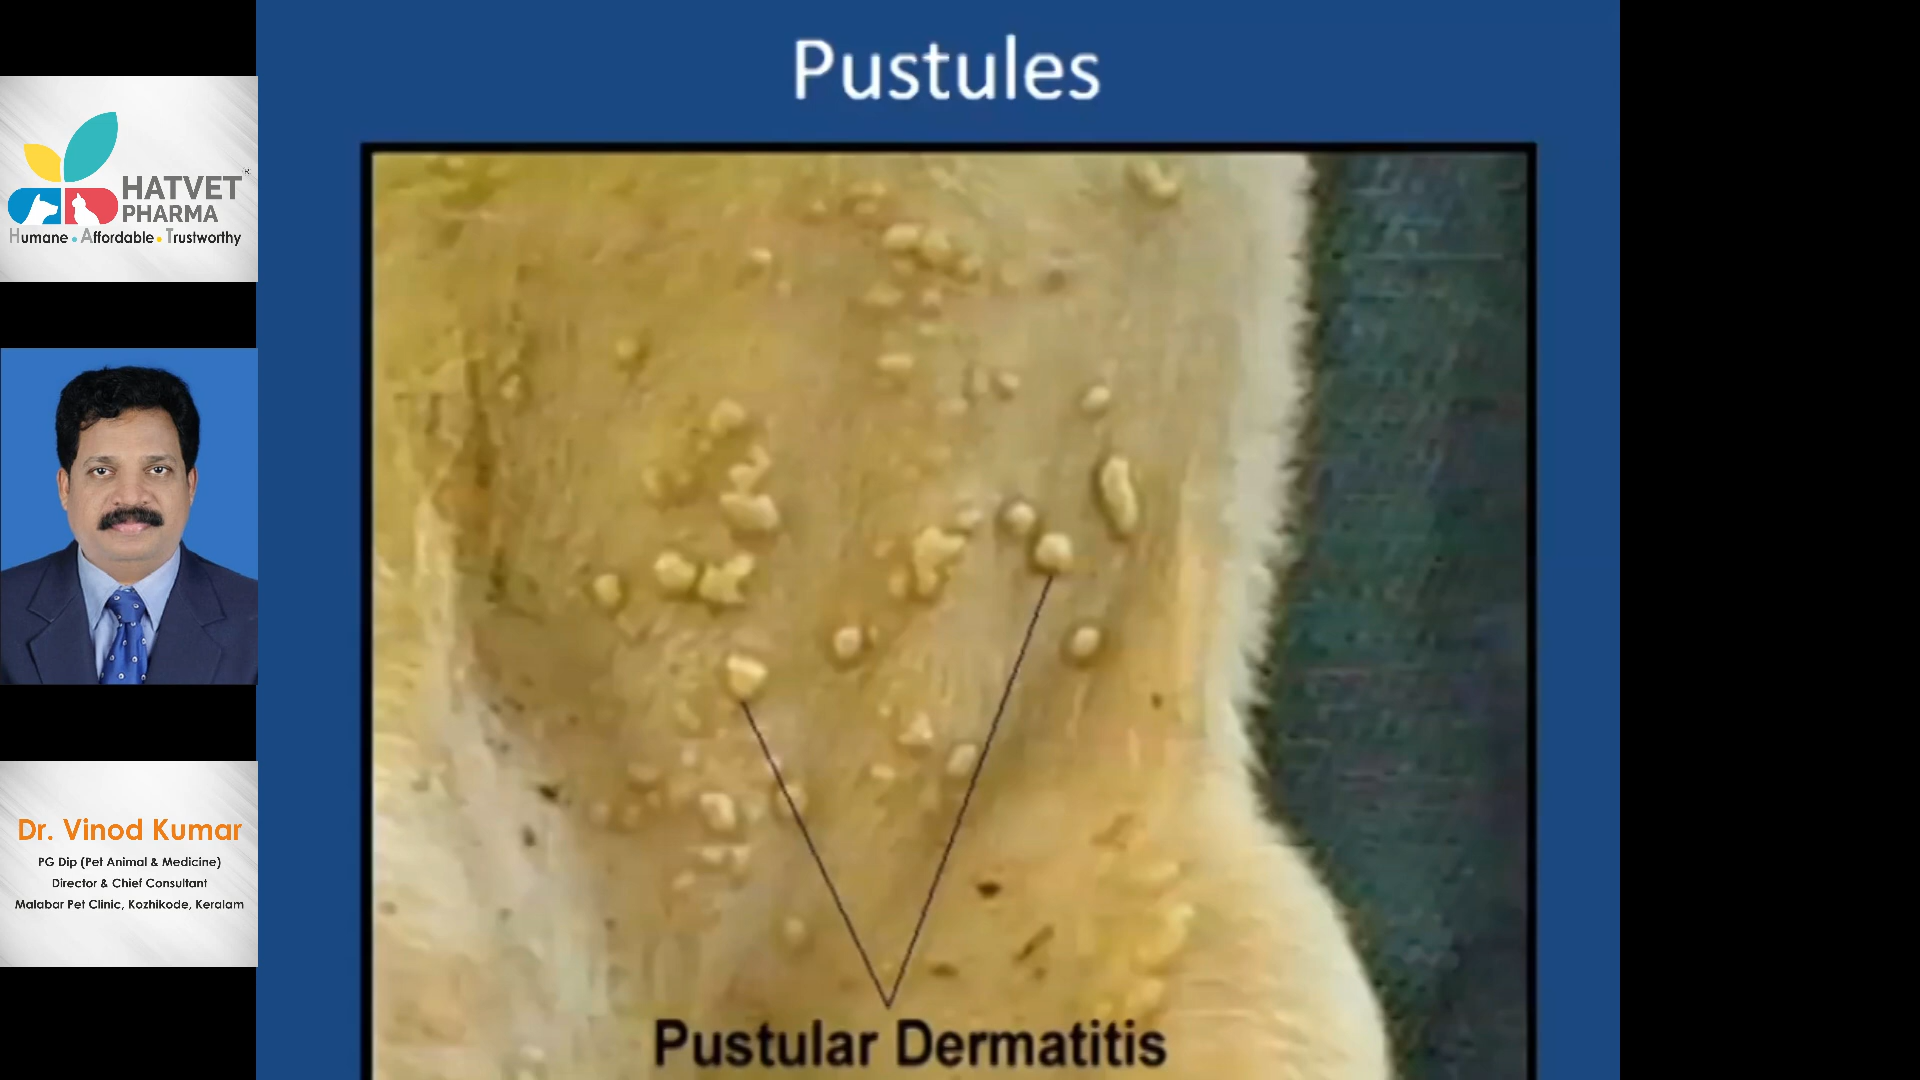 Pustules
HATVET®
PHARMA
Humane • Affordable • Trustworthy
Dr. Vinod Kumar
PG Dip (Pet Animal & Medicine)
Director & Chief Consultant
Malabar Pet Clinic, Kozhikode, Keralam
Pustular Dermatitis